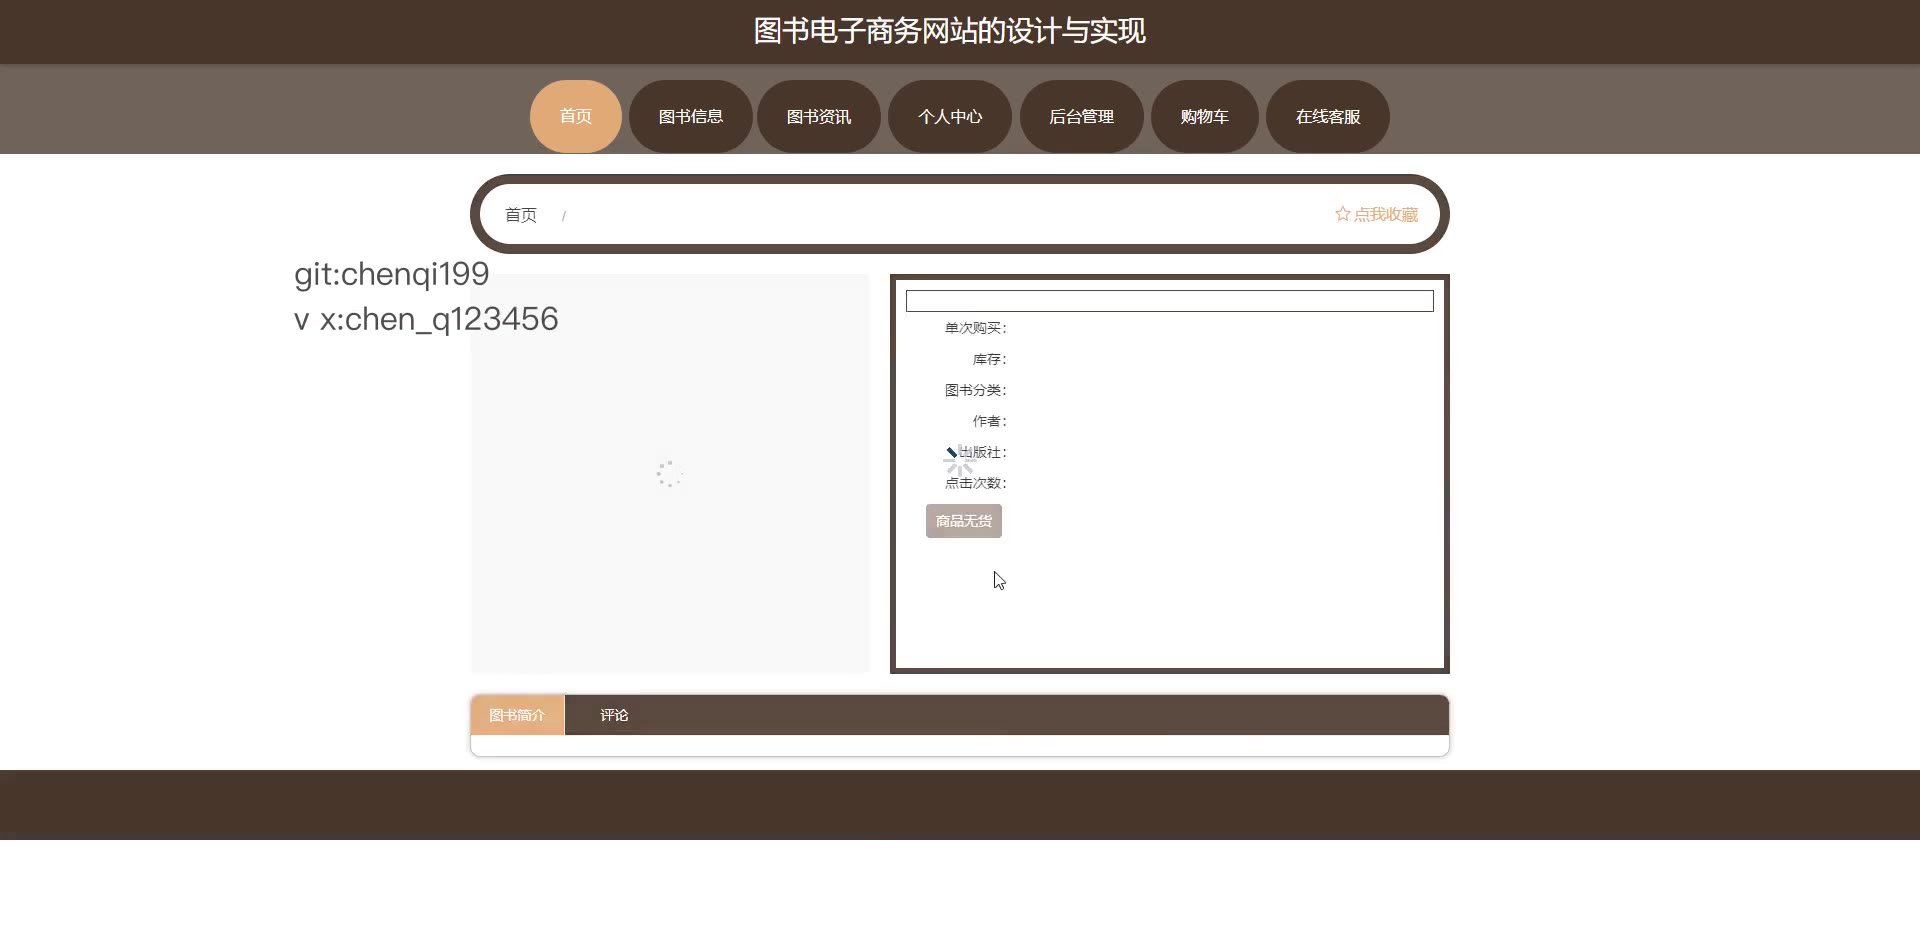 图书电子商务网站的设计与实现
首页 图书信息 图书资讯 个人中心 后台管理 购物车 在线客服
首页 / 点我收藏
git:chenqi199
v x:chen_q123456
单次购买：
库存：
图书分类：
作者：
出版社：
点击次数：
商品无货
图书简介 评论